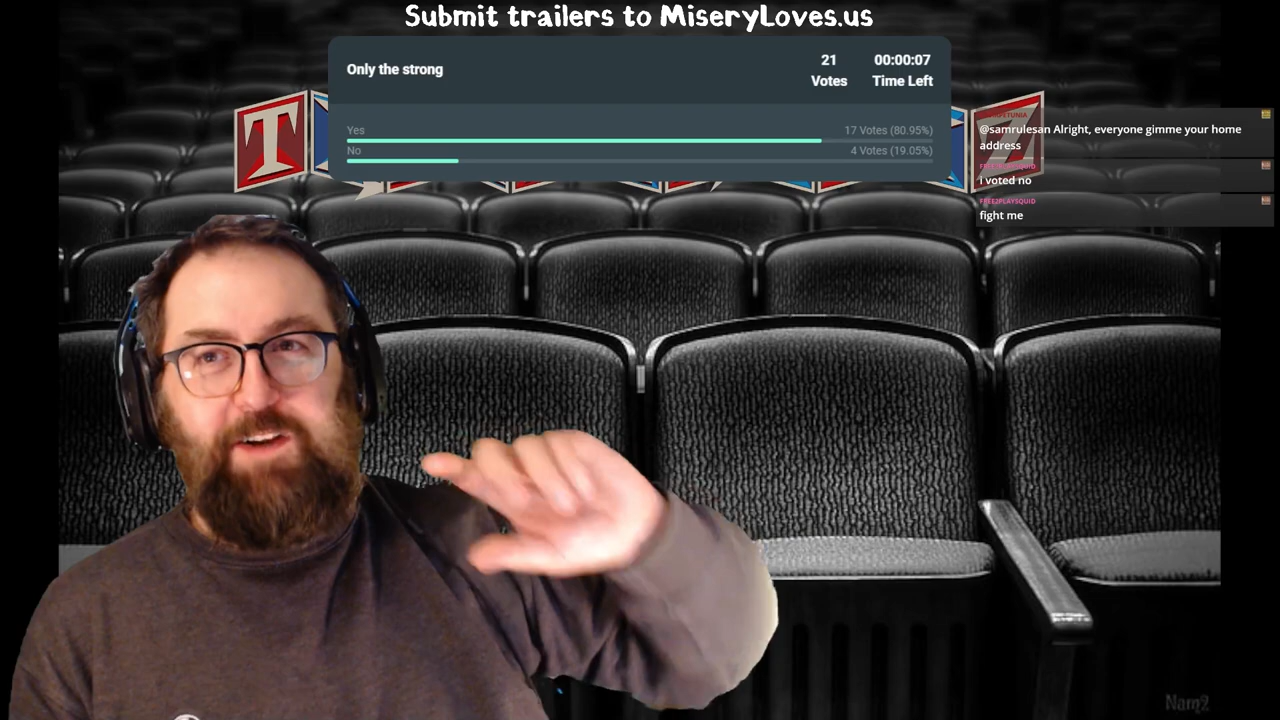 Submit trailers to MiseryLoves.us
Only the strong
21
Votes
00:00:07
Time Left
Yes
17 Votes (80.95%)
No
4 Votes (19.05%)
T
Z
@samrulesan Alright, everyone gimme your home
address
i voted no
FREE2PLAYSQUID
fight me
Nam2